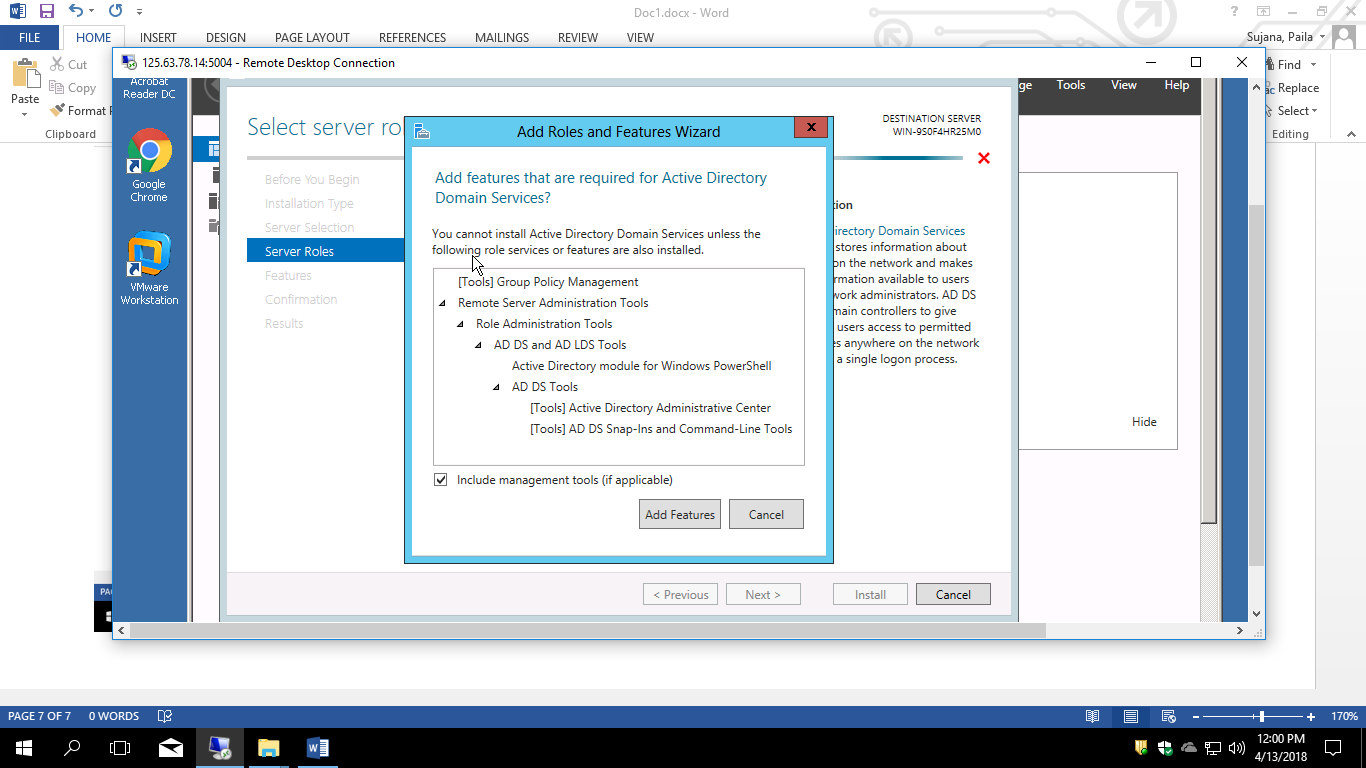 Doc1.docx - Word
FILE
HOME
INSERT
DESIGN
PAGE LAYOUT
REFERENCES
MAILINGS
REVIEW
VIEW
Sujana, Paila
Paste
Cut
Copy
Format
Clipboard
Find
Replace
Select
Editing
125.63.78.14:5004 - Remote Desktop Connection
Acrobat
Reader DC
Google
Chrome
VMware
Workstation
Tools
View
Help
Select server
DESTINATION SERVER
WIN-9S0F4HR25M0
Before You Begin
Installation Type
Server Selection
Server Roles
Features
Confirmation
Results
Add Roles and Features Wizard
X
Add features that are required for Active Directory
Domain Services?
You cannot install Active Directory Domain Services unless the
following role services or features are also installed.
[Tools] Group Policy Management
Remote Server Administration Tools
Role Administration Tools
AD DS and AD LDS Tools
Active Directory module for Windows PowerShell
AD DS Tools
[Tools] Active Directory Administrative Center
[Tools] AD DS Snap-Ins and Command-Line Tools
Include management tools (if applicable)
Add Features
Cancel
Domain Services
stores information about
on the network and makes
available to users
administrators. AD DS
controllers to give
users access to permitted
anywhere on the network
a single logon process.
Hide
< Previous
Next >
Install
Cancel
PAGE 7 OF 7
0 WORDS
170%
12:00 PM
4/13/2018